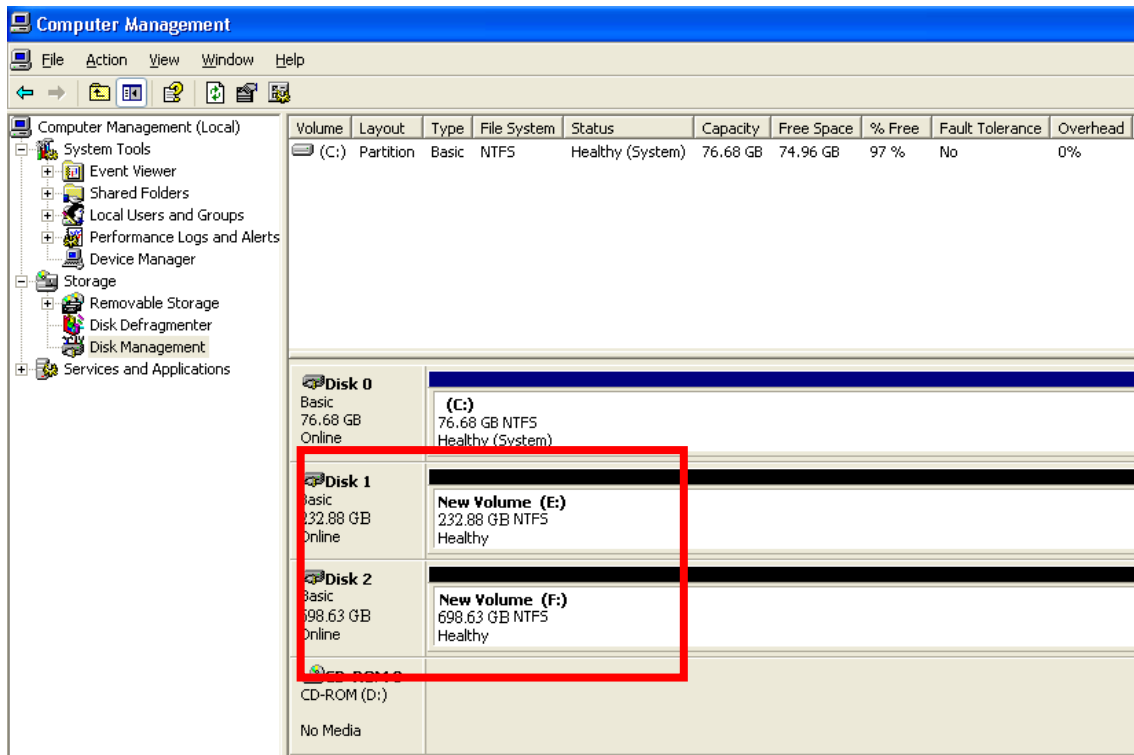 Computer Management
File Action View Window Help
Computer Management (Local)
System Tools
Event Viewer
Shared Folders
Local Users and Groups
Performance Logs and Alerts
Device Manager
Storage
Removable Storage
Disk Defragmenter
Disk Management
Services and Applications
Volume Layout Type File System Status Capacity Free Space % Free Fault Tolerance Overhead
(C:) Partition Basic NTFS Healthy (System) 76.68 GB 74.96 GB 97 % No 0%
Disk 0
Basic
76.68 GB
Online
(C:)
76.68 GB NTFS
Healthy (System)
Disk 1
Basic
232.88 GB
Online
New Volume (E:)
232.88 GB NTFS
Healthy
Disk 2
Basic
698.63 GB
Online
New Volume (F:)
698.63 GB NTFS
Healthy
CD-ROM (D:)
No Media